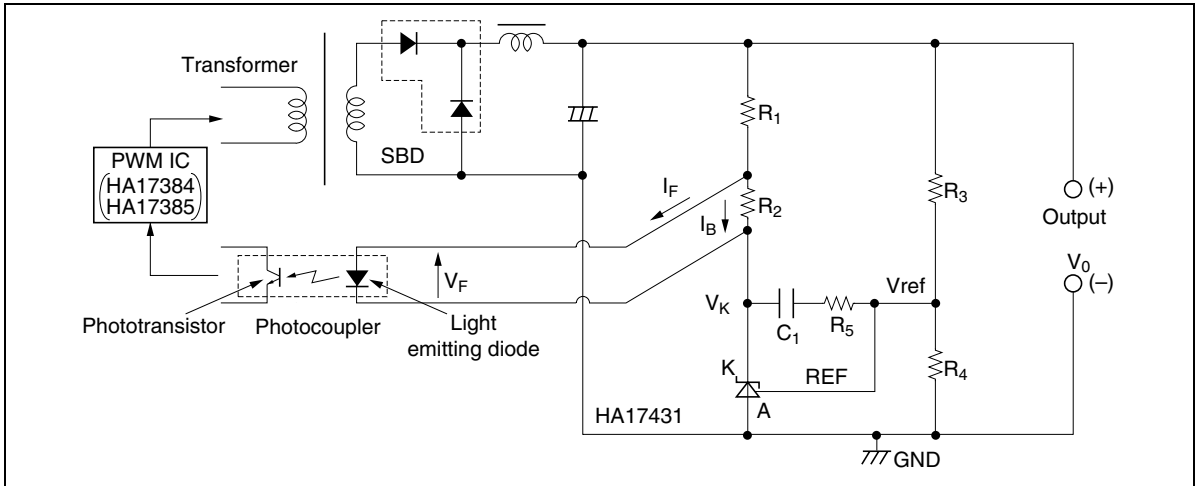 Transformer
SBD
PWM IC
HA17384
HA17385
R1
IF
R2
IB
R3
(+)
Output
V0
(–)
VF
Phototransistor
Photocoupler
Light
emitting diode
VK
C1
R5
Vref
K
REF
A
R4
HA17431
GND